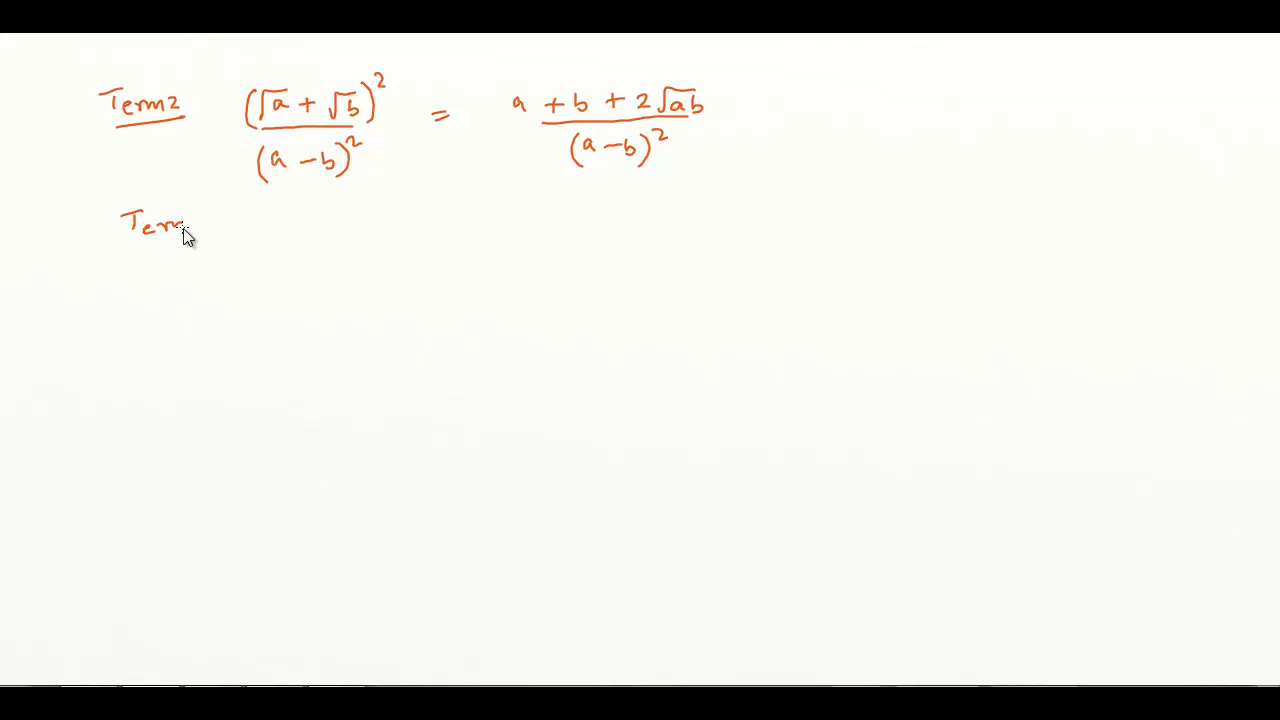 Term2 (√a + √b)² / (a – b)² = a + b + 2√ab / (a – b)²
Term